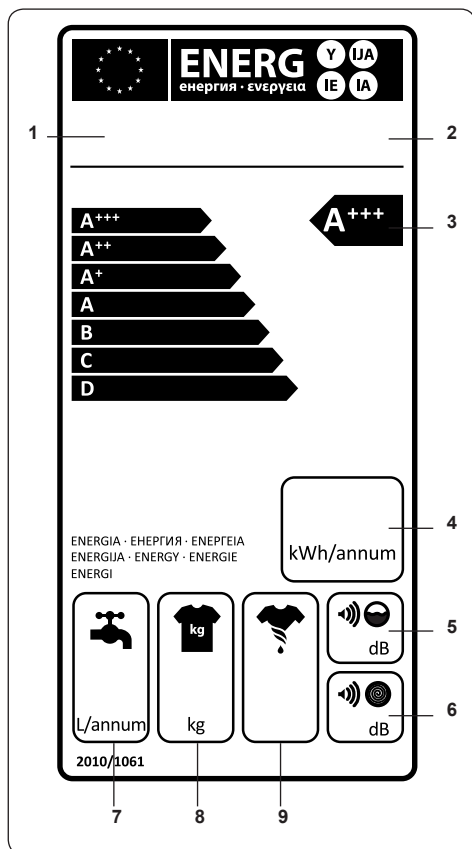 ENERG Y IJA
енергия · ενεργεια IE IA
1
2
A+++
A+++
3
A++
A+
A
B
C
D
4
kWh/annum
ENERGIA · ЕНЕРГИЯ · ΕΝΕΡΓΕΙΑ
ENERGIJA · ENERGY · ENERGIE
ENERGI
kg
5
dB
6
L/annum
kg
dB
2010/1061
7
8
9